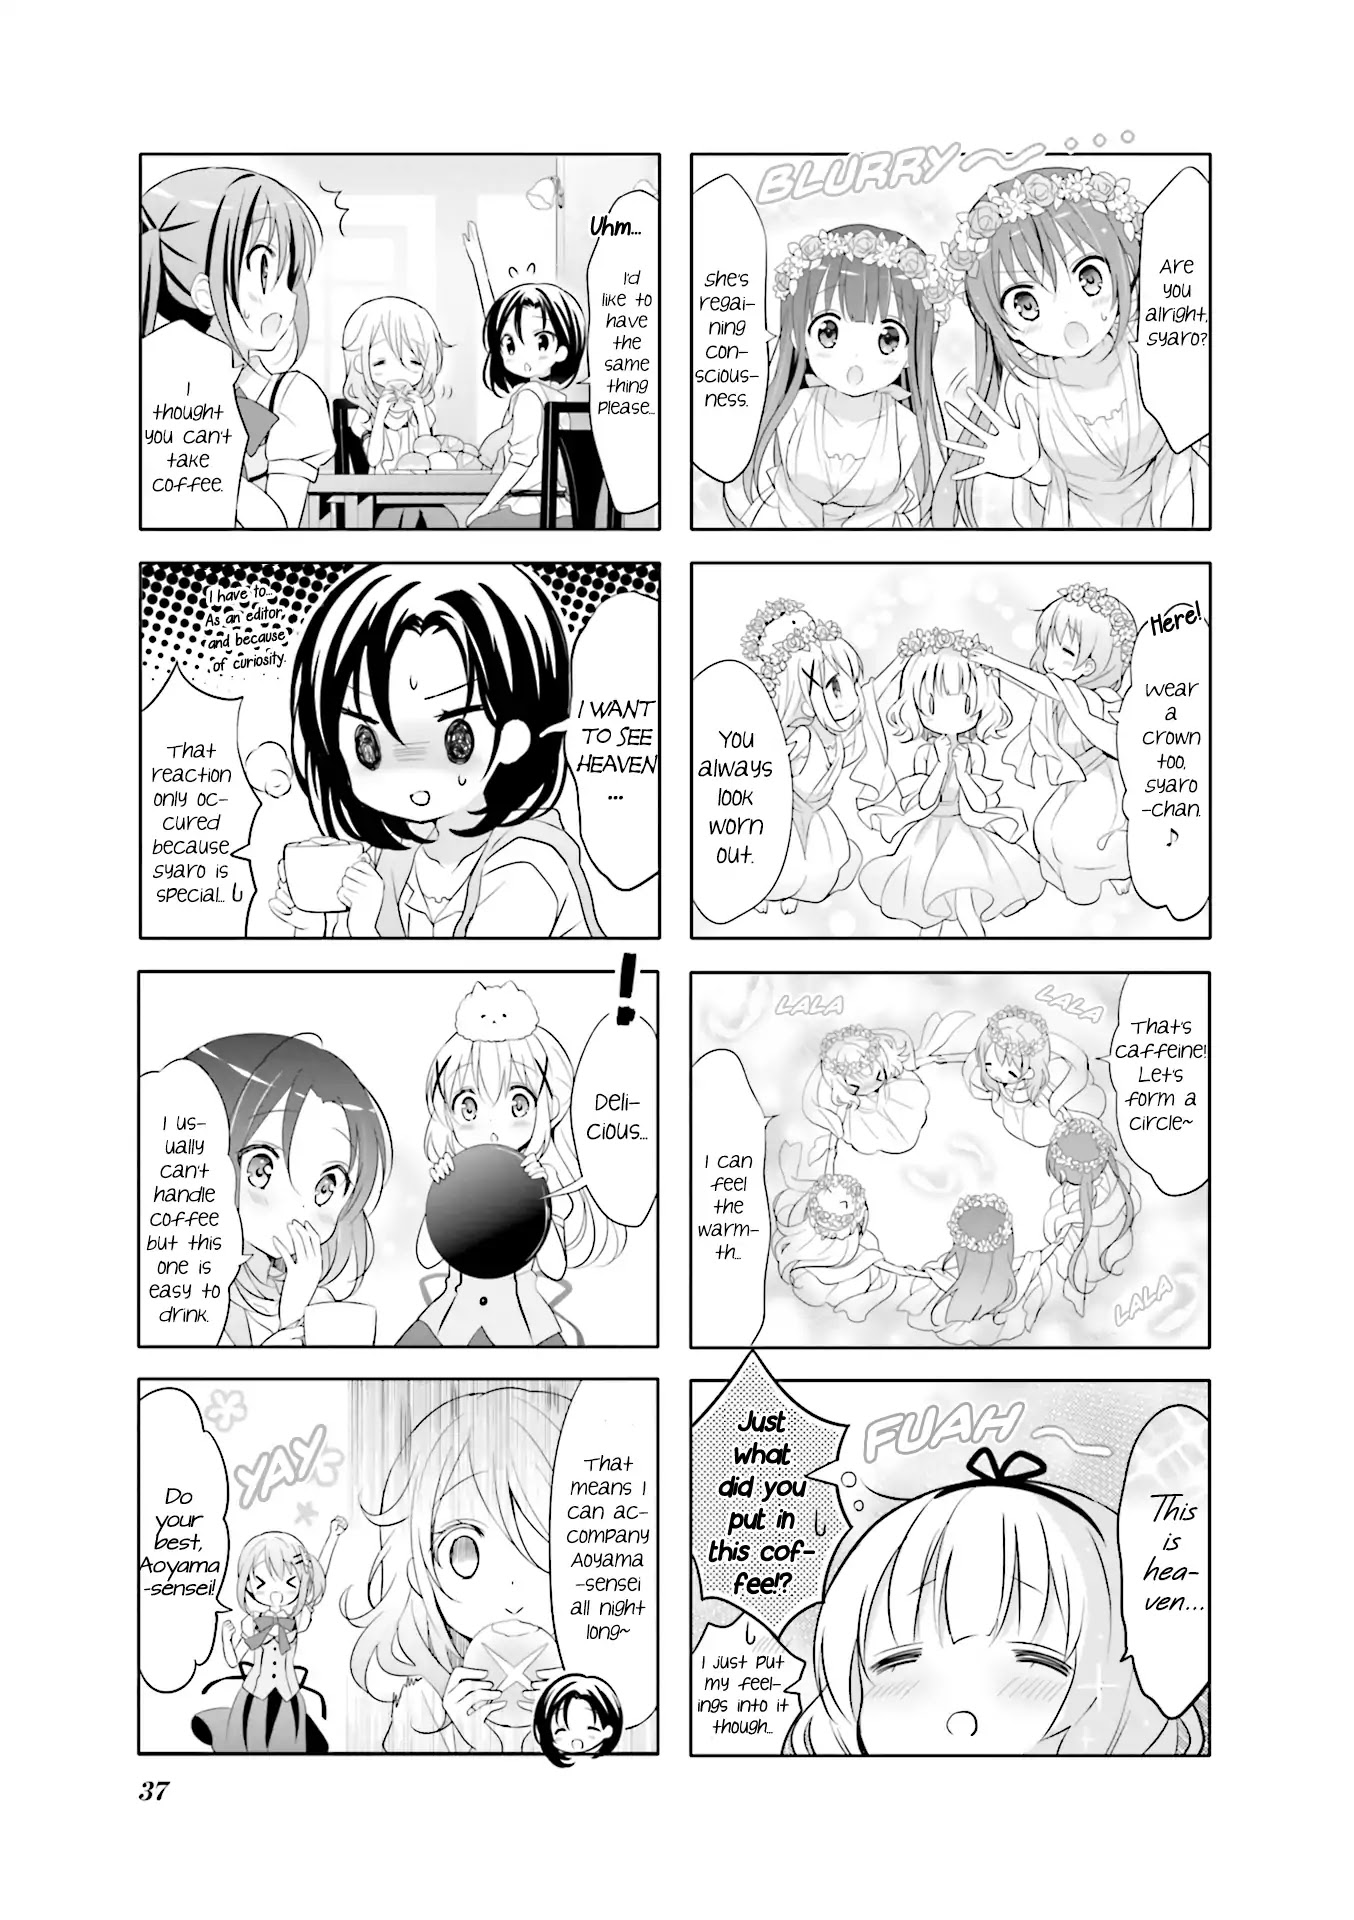 BLURRY~...
Are
you
alright,
Syaro?
She's
regai-
ning
con-
scious-
ness.
Here!
Wear
a
crown
too,
Syaro
-chan.
♪
You
always
look
worn
out.
That's
caffeine!
Let's
form a
circle~
LALA
LALA
LALA
I can
feel
the
warm-
th...
This
is
hea-
ven...
FUAH~
Just
what
did you
put in
this cof-
fee!?
I just put
my feel-
ings into it
though...
Uhm...
I'd
like to
have
the
same
thing
please...
I
thought
you can't
take
coffee.
I WANT
TO SEE
HEAVEN
...
I have to...
As an editor,
and because
of curiosity.
That
reaction
only oc-
cured
because
Syaro is
special...
!
Deli-
cious...
I us-
ually
can't
handle
coffee
but this
one is
easy to
drink.
That
means I
can ac-
company
Aoyama
-sensei
all night
long~
YAY
Do
your
best,
Aoyama
-sensei!
37